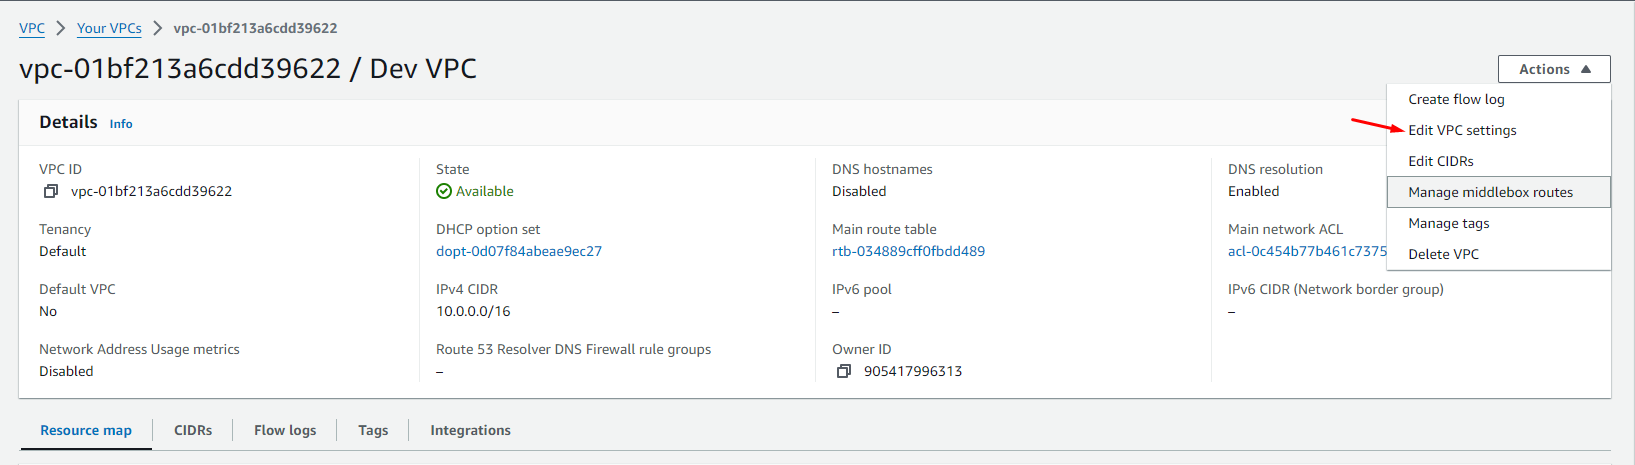 VPC > Your VPCs > vpc-01bf213a6cdd39622
vpc-01bf213a6cdd39622 / Dev VPC
Actions
Create flow log
Edit VPC settings
Edit CIDRs
Manage middlebox routes
Manage tags
Delete VPC
Details Info
VPC ID
vpc-01bf213a6cdd39622
State
Available
DNS hostnames
Disabled
DNS resolution
Enabled
Tenancy
Default
DHCP option set
dopt-0d07f84abeae9ec27
Main route table
rtb-034889cff0fbdd489
Main network ACL
acl-0c454b77b461c7375
Default VPC
No
IPv4 CIDR
10.0.0.0/16
IPv6 pool
–
IPv6 CIDR (Network border group)
–
Network Address Usage metrics
Disabled
Route 53 Resolver DNS Firewall rule groups
–
Owner ID
905417996313
Resource map
CIDRs
Flow logs
Tags
Integrations